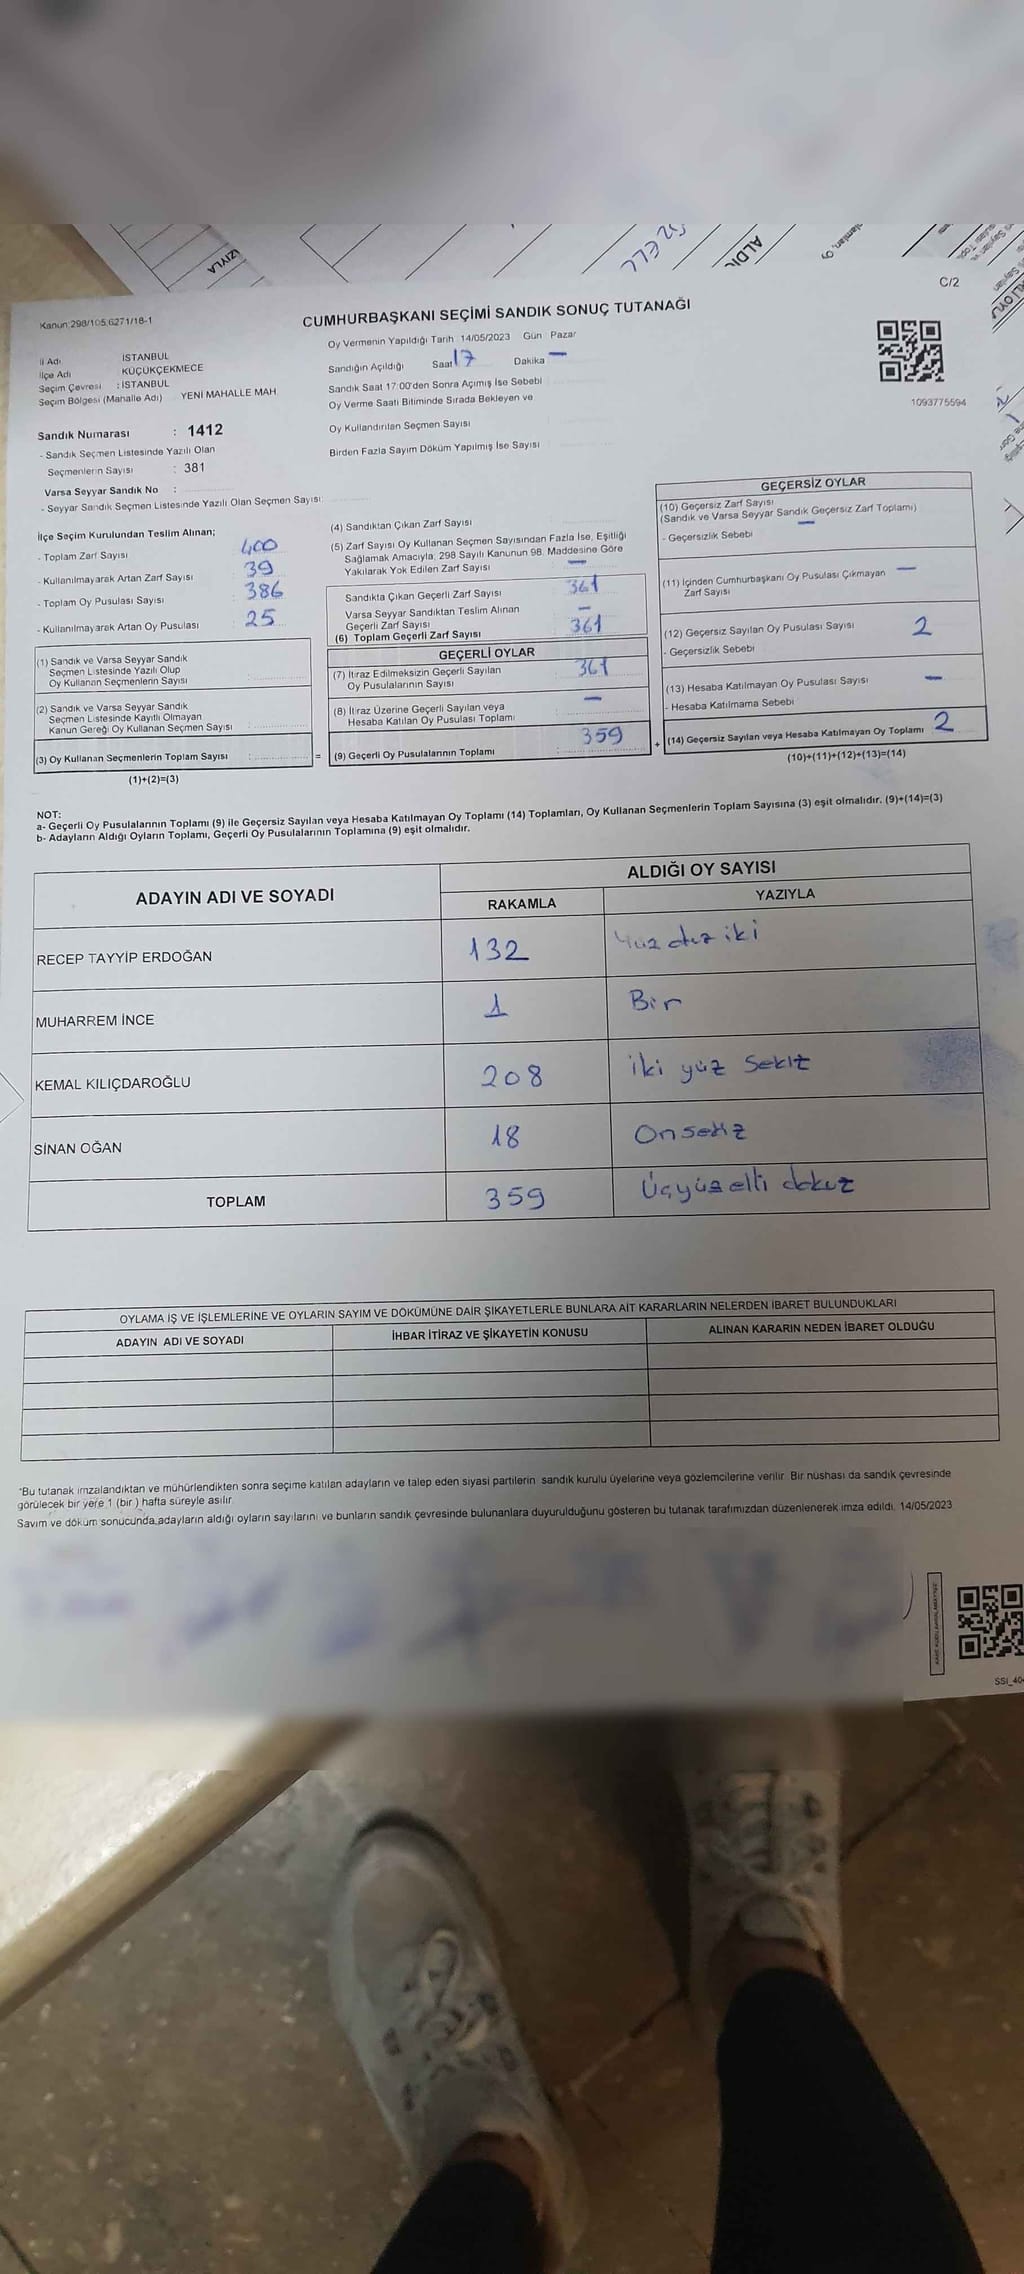 C/2
Kanun:298/105,6271/18-1
CUMHURBAŞKANI SEÇİMİ SANDIK SONUÇ TUTANAĞI
1093775594
İl Adı İSTANBUL
İlçe Adı KÜÇÜKÇEKMECE
Seçim Çevresi : İSTANBUL
Seçim Bölgesi (Mahalle Adı) YENİ MAHALLE MAH
Sandık Numarası : 1412
- Sandık Seçmen Listesinde Yazılı Olan
Seçmenlerin Sayısı : 381
Varsa Seyyar Sandık No :
- Seyyar Sandık Seçmen Listesinde Yazılı Olan Seçmen Sayısı:
Oy Vermenin Yapıldığı Tarih : 14/05/2023 Gün : Pazar
Sandığın Açıldığı Saat 17 Dakika —
Sandık Saat 17:00'den Sonra Açımış İse Sebebi
Oy Verme Saati Bitiminde Sırada Bekleyen ve
Oy Kullandırılan Seçmen Sayısı
Birden Fazla Sayım Döküm Yapılmış İse Sayısı
İlçe Seçim Kurulundan Teslim Alınan;
- Toplam Zarf Sayısı : 400
- Kullanılmayarak Artan Zarf Sayısı : 39
- Toplam Oy Pusulası Sayısı : 386
- Kullanılmayarak Artan Oy Pusulası : 25
(1) Sandık ve Varsa Seyyar Sandık
Seçmen Listesinde Yazılı Olup
Oy Kullanan Seçmenlerin Sayısı :
(2) Sandık ve Varsa Seyyar Sandık
Seçmen Listesinde Kayıtlı Olmayan
Kanun Gereği Oy Kullanan Seçmen Sayısı :
(3) Oy Kullanan Seçmenlerin Toplam Sayısı : =
(1)+(2)=(3)
(4) Sandıktan Çıkan Zarf Sayısı
(5) Zarf Sayısı Oy Kullanan Seçmen Sayısından Fazla İse, Eşitliği
Sağlamak Amacıyla; 298 Sayılı Kanunun 98. Maddesine Göre
Yakılarak Yok Edilen Zarf Sayısı —
Sandıkta Çıkan Geçerli Zarf Sayısı 361
Varsa Seyyar Sandıktan Teslim Alınan
Geçerli Zarf Sayısı —
(6) Toplam Geçerli Zarf Sayısı 361
GEÇERLİ OYLAR
(7) İtiraz Edilmeksizin Geçerli Sayılan
Oy Pusulalarının Sayısı 361
(8) İtiraz Üzerine Geçerli Sayılan veya
Hesaba Katılan Oy Pusulası Toplamı —
(9) Geçerli Oy Pusulalarının Toplamı : 359 +
GEÇERSİZ OYLAR
(10) Geçersiz Zarf Sayısı
(Sandık ve Varsa Seyyar Sandık Geçersiz Zarf Toplamı)
—
- Geçersizlik Sebebi
(11) İçinden Cumhurbaşkanı Oy Pusulası Çıkmayan —
Zarf Sayısı
(12) Geçersiz Sayılan Oy Pusulası Sayısı 2
- Geçersizlik Sebebi
(13) Hesaba Katılmayan Oy Pusulası Sayısı —
- Hesaba Katılmama Sebebi
(14) Geçersiz Sayılan veya Hesaba Katılmayan Oy Toplamı 2
(10)+(11)+(12)+(13)=(14)
NOT:
a- Geçerli Oy Pusulalarının Toplamı (9) ile Geçersiz Sayılan veya Hesaba Katılmayan Oy Toplamı (14) Toplamları, Oy Kullanan Seçmenlerin Toplam Sayısına (3) eşit olmalıdır. (9)+(14)=(3)
b- Adayların Aldığı Oyların Toplamı, Geçerli Oy Pusulalarının Toplamına (9) eşit olmalıdır.
ADAYIN ADI VE SOYADI ALDIĞI OY SAYISI
RAKAMLA YAZIYLA
RECEP TAYYİP ERDOĞAN 132 Yüz otuz iki
MUHARREM İNCE 1 Bir
KEMAL KILIÇDAROĞLU 208 iki yüz sekiz
SİNAN OĞAN 18 Onsekiz
TOPLAM 359 Üçyüz elli dokuz
OYLAMA İŞ VE İŞLEMLERİNE VE OYLARIN SAYIM VE DÖKÜMÜNE DAİR ŞİKAYETLERLE BUNLARA AİT KARARLARIN NELERDEN İBARET BULUNDUKLARI
ADAYIN ADI VE SOYADI İHBAR İTİRAZ VE ŞİKAYETİN KONUSU ALINAN KARARIN NEDEN İBARET OLDUĞU
*Bu tutanak imzalandıktan ve mühürlendikten sonra seçime katılan adayların ve talep eden siyasi partilerin sandık kurulu üyelerine veya gözlemcilerine verilir. Bir nüshası da sandık çevresinde
görülecek bir yere 1 (bir ) hafta süreyle asılır.
Sayım ve döküm sonucunda,adayların aldığı oyların sayılarını ve bunların sandık çevresinde bulunanlara duyurulduğunu gösteren bu tutanak tarafımızdan düzenlenerek imza edildi. 14/05/2023